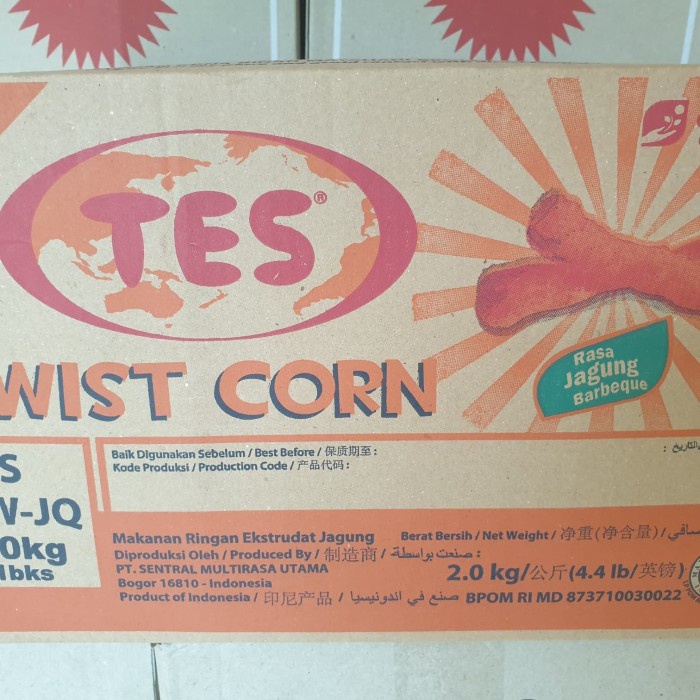 TES®
WIST CORN
Rasa
Jagung
Barbeque
S
W-JQ
0kg
lbks
Baik Digunakan Sebelum / Best Before / 保质期至 :
Kode Produksi / Production Code / 产品代码 :
Makanan Ringan Ekstrudat Jagung
Diproduksi Oleh / Produced By / 制造商 / صنعت بواسطة :
PT. SENTRAL MULTIRASA UTAMA
Bogor 16810 - Indonesia
Product of Indonesia / 印尼产品 / صنع في اندونيسيا
Berat Bersih / Net Weight / 净重(净含量) /
2.0 kg/公斤(4.4 lb/英镑)
BPOM RI MD 873710030022